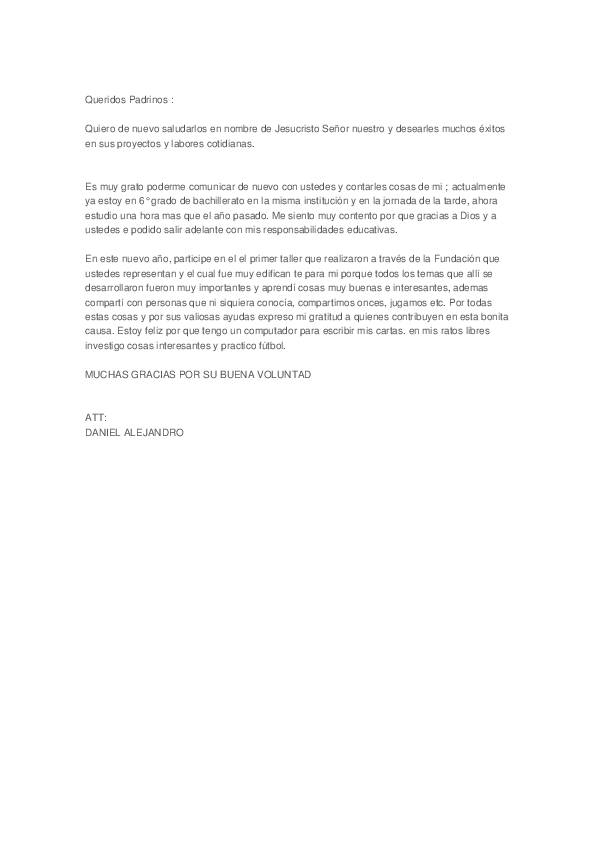 Queridos Padrinos :
Quiero de nuevo saludarlos en nombre de Jesucristo Señor nuestro y desearles muchos éxitos
en sus proyectos y labores cotidianas.
Es muy grato poderme comunicar de nuevo con ustedes y contarles cosas de mi ; actualmente
ya estoy en 6° grado de bachillerato en la misma institución y en la jornada de la tarde, ahora
estudio una hora mas que el año pasado. Me siento muy contento por que gracias a Dios y a
ustedes e podido salir adelante con mis responsabilidades educativas.
En este nuevo año, participe en el el primer taller que realizaron a través de la Fundación que
ustedes representan y el cual fue muy edifican te para mi porque todos los temas que allí se
desarrollaron fueron muy importantes y aprendí cosas muy buenas e interesantes, ademas
compartí con personas que ni siquiera conocía, compartimos onces, jugamos etc. Por todas
estas cosas y por sus valiosas ayudas expreso mi gratitud a quienes contribuyen en esta bonita
causa. Estoy feliz por que tengo un computador para escribir mis cartas. en mis ratos libres
investigo cosas interesantes y practico fútbol.
MUCHAS GRACIAS POR SU BUENA VOLUNTAD
ATT:
DANIEL ALEJANDRO